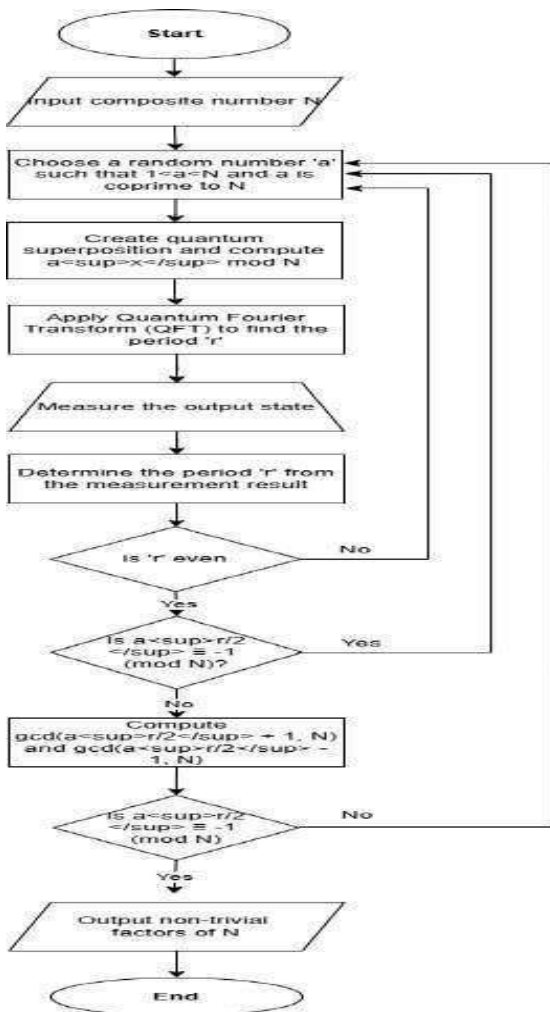 Start
Input composite number N
Choose a random number 'a'
such that 1<a<N and a is
coprime to N
Create quantum
superposition and compute
a<sup>x</sup> mod N
Apply Quantum Fourier
Transform (QFT) to find the
period 'r'
Measure the output state
Determine the period 'r' from
the measurement result
Is 'r' even
No
Yes
Is a<sup>r/2
</sup> ≡ -1
(mod N)?
Yes
No
Compute
gcd(a<sup>r/2</sup> + 1, N)
and gcd(a<sup>r/2</sup> -
1, N)
Is a<sup>r/2
</sup> ≡ -1
(mod N)
No
Yes
Output non-trivial
factors of N
End